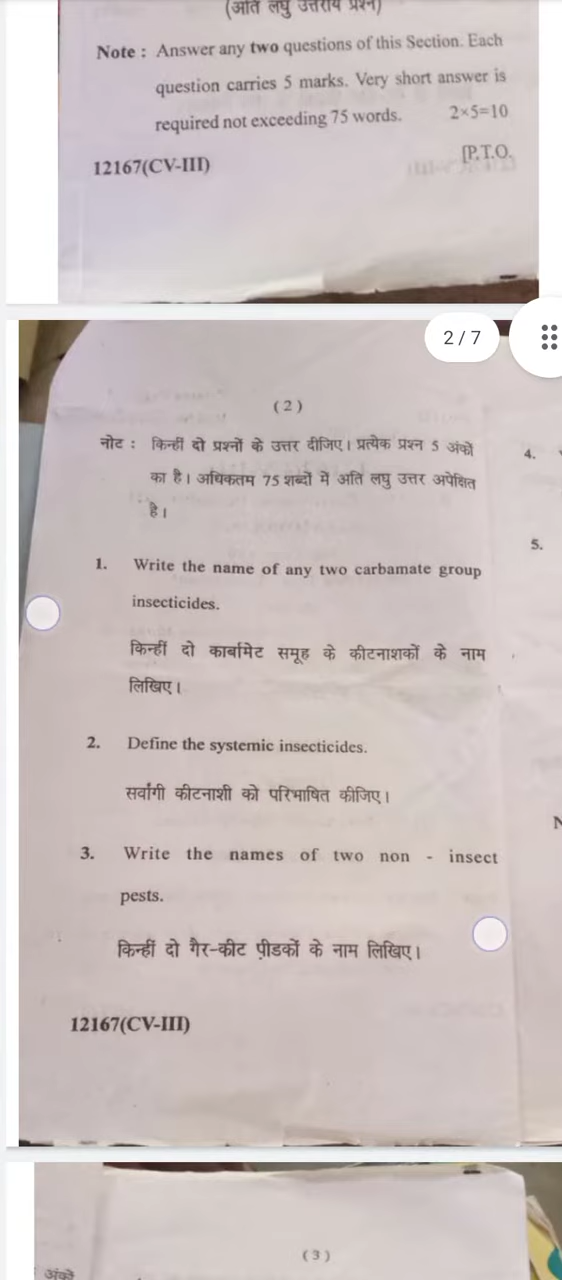 (अति लघु उत्तरीय प्रश्न)
Note : Answer any two questions of this Section. Each
question carries 5 marks. Very short answer is
required not exceeding 75 words. 2×5=10
12167(CV-III) [P.T.O.
2 / 7
( 2 )
नोट : किन्हीं दो प्रश्नों के उत्तर दीजिए। प्रत्येक प्रश्न 5 अंकों
का है। अधिकतम 75 शब्दों में अति लघु उत्तर अपेक्षित
है।
1. Write the name of any two carbamate group
insecticides.
किन्हीं दो कार्बामेट समूह के कीटनाशकों के नाम
लिखिए।
2. Define the systemic insecticides.
सर्वांगी कीटनाशी को परिभाषित कीजिए।
3. Write the names of two non - insect
pests.
किन्हीं दो गैर-कीट पीडकों के नाम लिखिए।
12167(CV-III)
4.
5.
( 3 )
अंकों